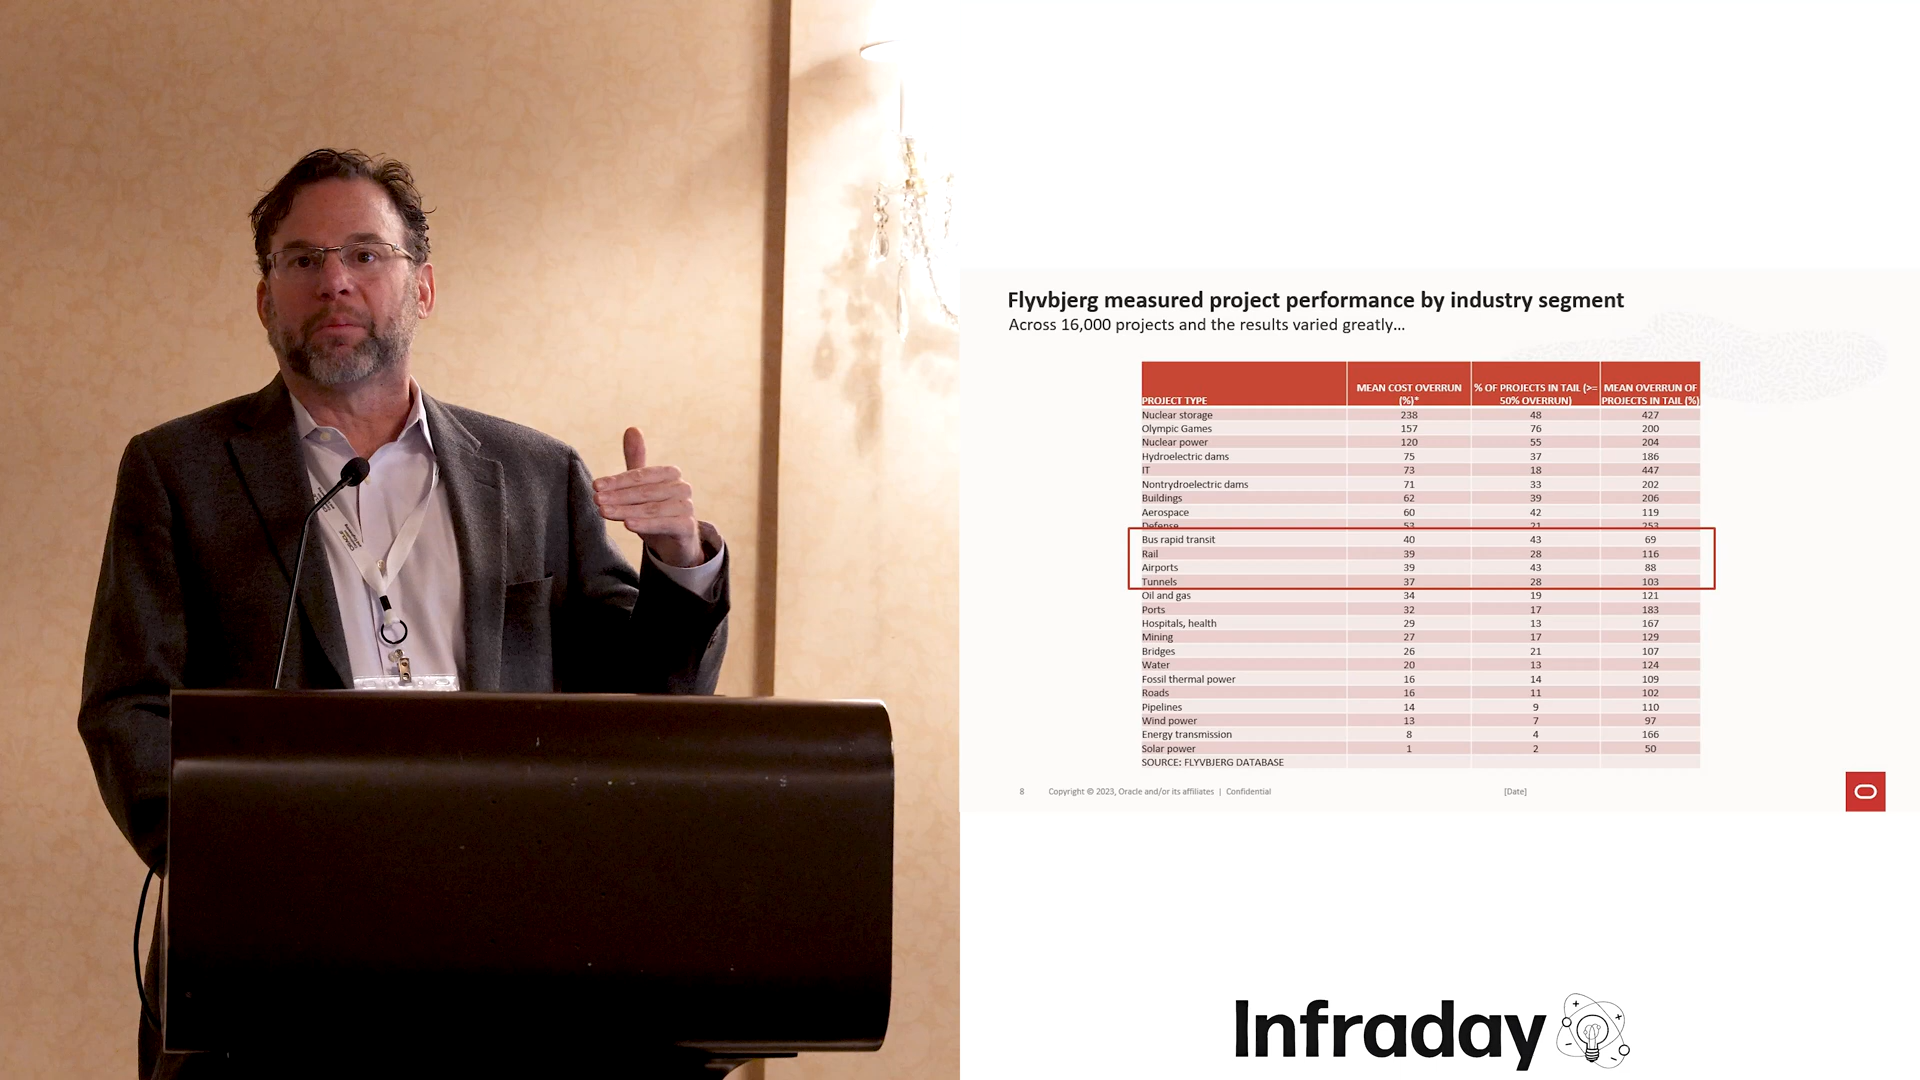 Flyvbjerg measured project performance by industry segment
Across 16,000 projects and the results varied greatly...
PROJECT TYPE MEAN COST OVERRUN (%)* % OF PROJECTS IN TAIL (>= 50% OVERRUN) MEAN OVERRUN OF PROJECTS IN TAIL (%)
Nuclear storage 238 48 427
Olympic Games 157 76 200
Nuclear power 120 55 204
Hydroelectric dams 75 37 186
IT 73 18 447
Nontrydroelectric dams 71 33 202
Buildings 62 39 206
Aerospace 60 42 119
Defense 53 21 253
Bus rapid transit 40 43 69
Rail 39 28 116
Airports 39 43 88
Tunnels 37 28 103
Oil and gas 34 19 121
Ports 32 17 183
Hospitals, health 29 13 167
Mining 27 17 129
Bridges 26 21 107
Water 20 13 124
Fossil thermal power 16 14 109
Roads 16 11 102
Pipelines 14 9 110
Wind power 13 7 97
Energy transmission 8 4 166
Solar power 1 2 50
SOURCE: FLYVBJERG DATABASE
8 Copyright © 2023, Oracle and/or its affiliates | Confidential [Date]
Infraday